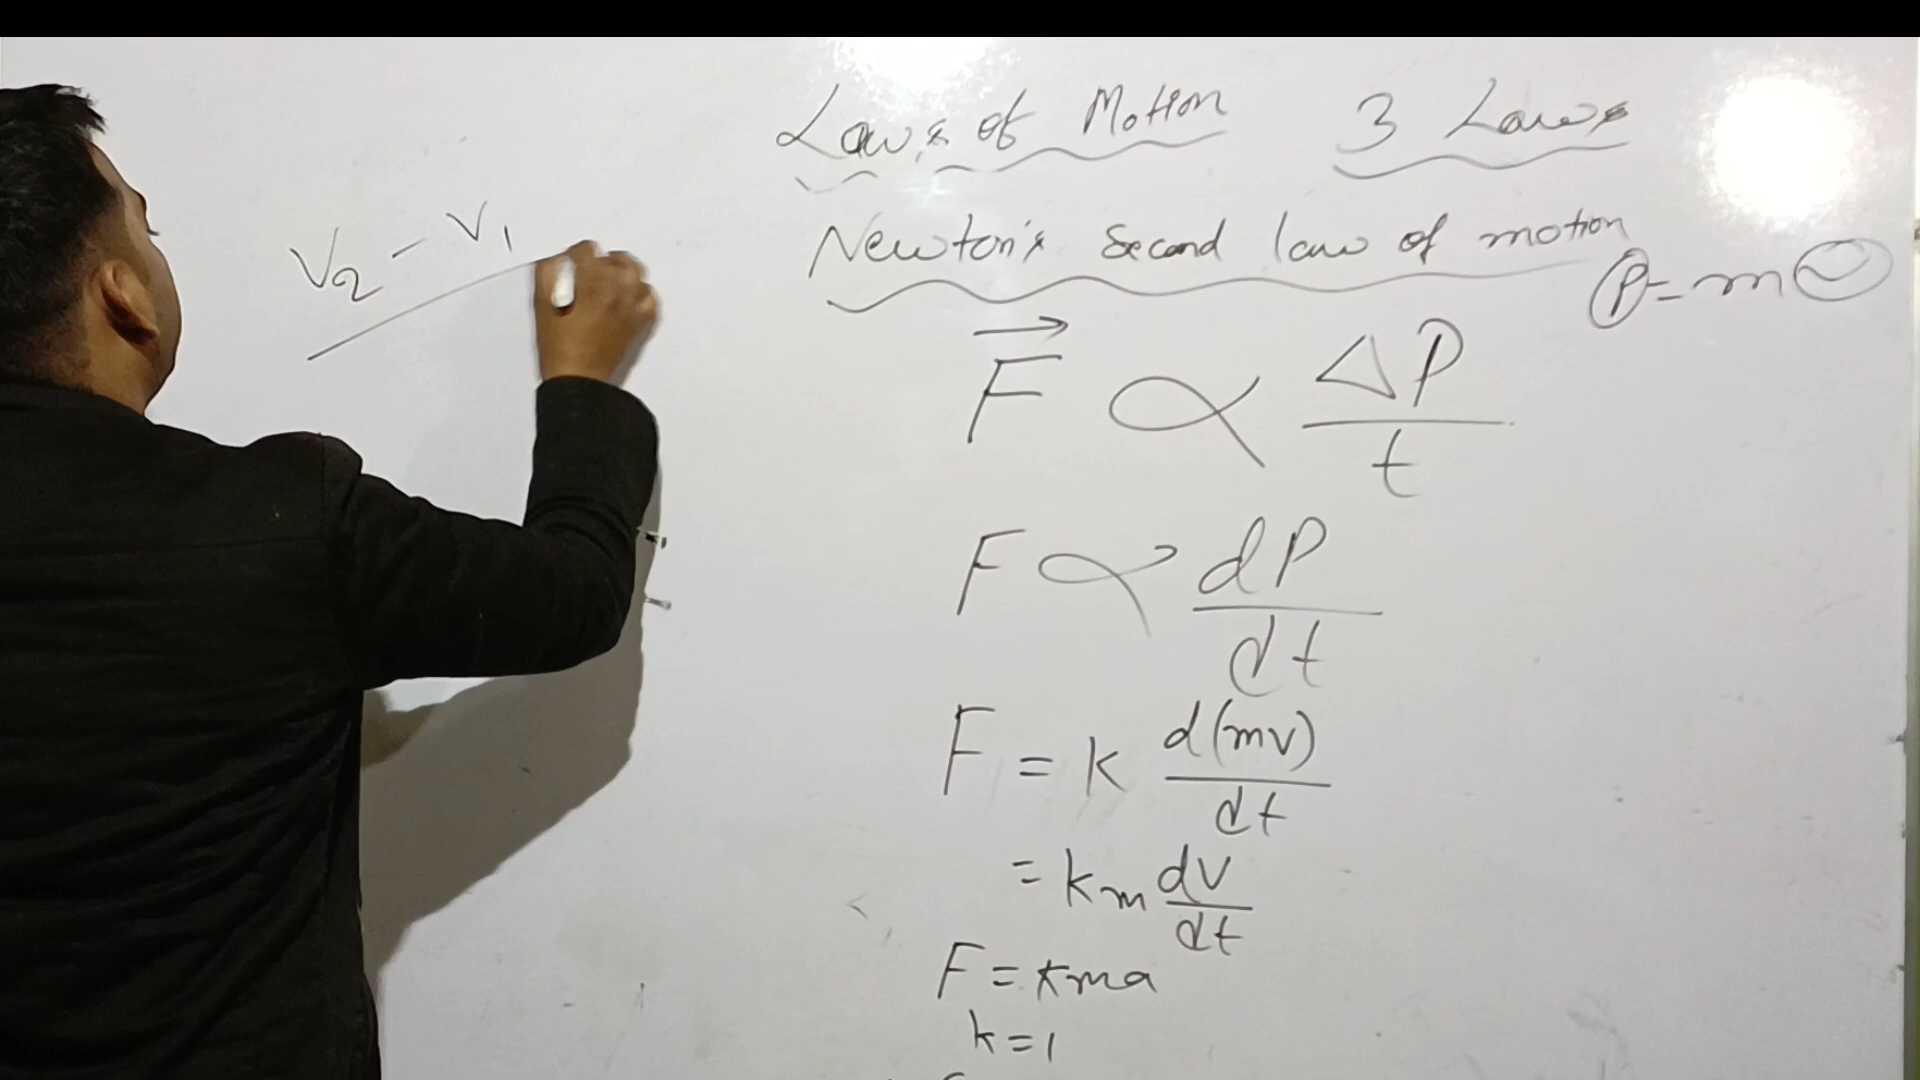 Laws of Motion 3 Laws
Newton's Second law of motion
P = mv
V₂ - V₁
F ∝ ΔP/t
F ∝ dP/dt
F = k d(mv)/dt
= km dv/dt
F = kma
k = 1